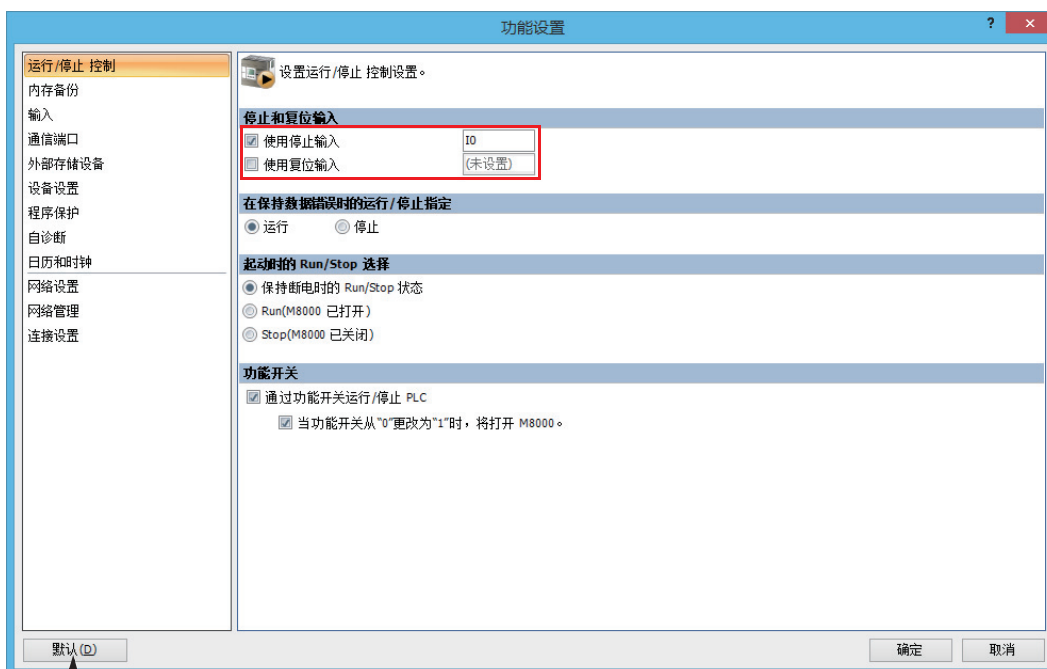 功能设置
?
×
运行/停止 控制
内存备份
输入
通信端口
外部存储设备
设备设置
程序保护
自诊断
日历和时钟
网络设置
网络管理
连接设置
设置运行/停止 控制设置。
停止和复位输入
使用停止输入 I0
使用复位输入 (未设置)
在保持数据错误时的运行/停止指定
运行 停止
起动时的 Run/Stop 选择
保持断电时的 Run/Stop 状态
Run(M8000 已打开)
Stop(M8000 已关闭)
功能开关
通过功能开关运行/停止 PLC
当功能开关从“0”更改为“1”时，将打开 M8000。
默认(D) 确定 取消